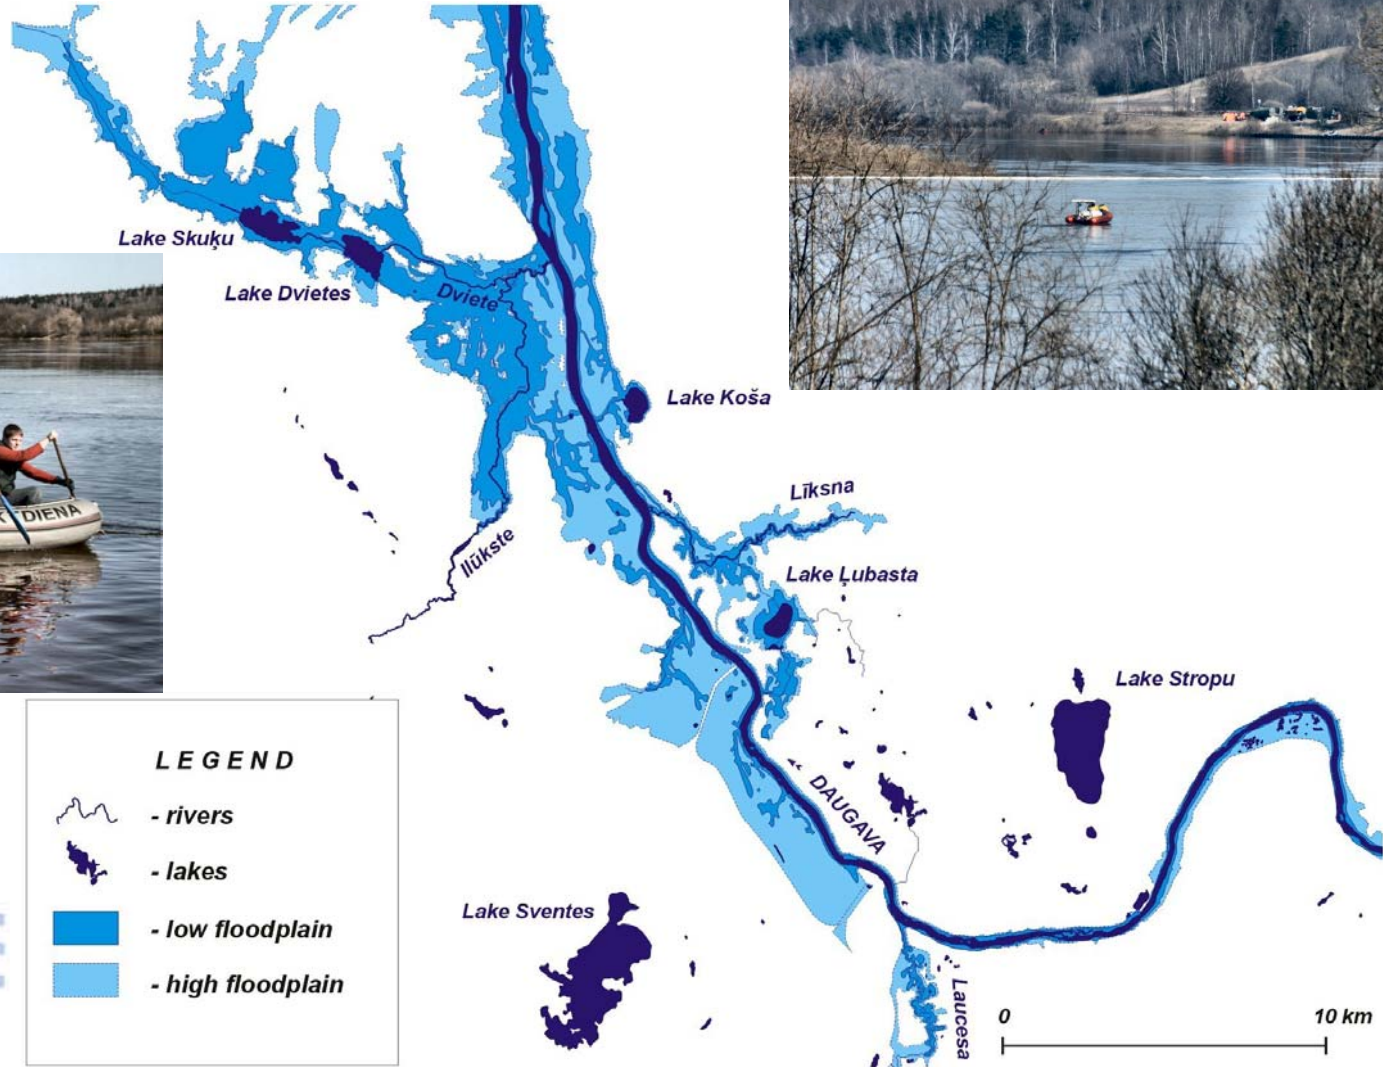 Lake Skuķu
Lake Dvietes
Dviete
Lake Koša
Līksna
Ilūkste
Lake Ļubasta
Lake Stropu
DAUGAVA
Lake Sventes
Laucesa
0 10 km
LEGEND
- rivers
- lakes
- low floodplain
- high floodplain
DIENA